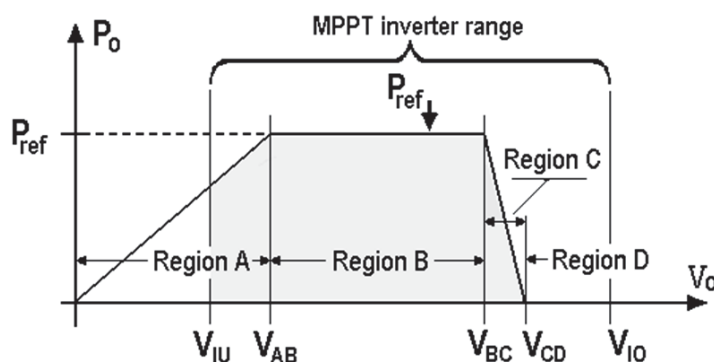 MPPT inverter range
Po
Pref
Pref
Region C
Region A
Region B
Region D
Vo
VIU
VAB
VBC
VCD
VIO